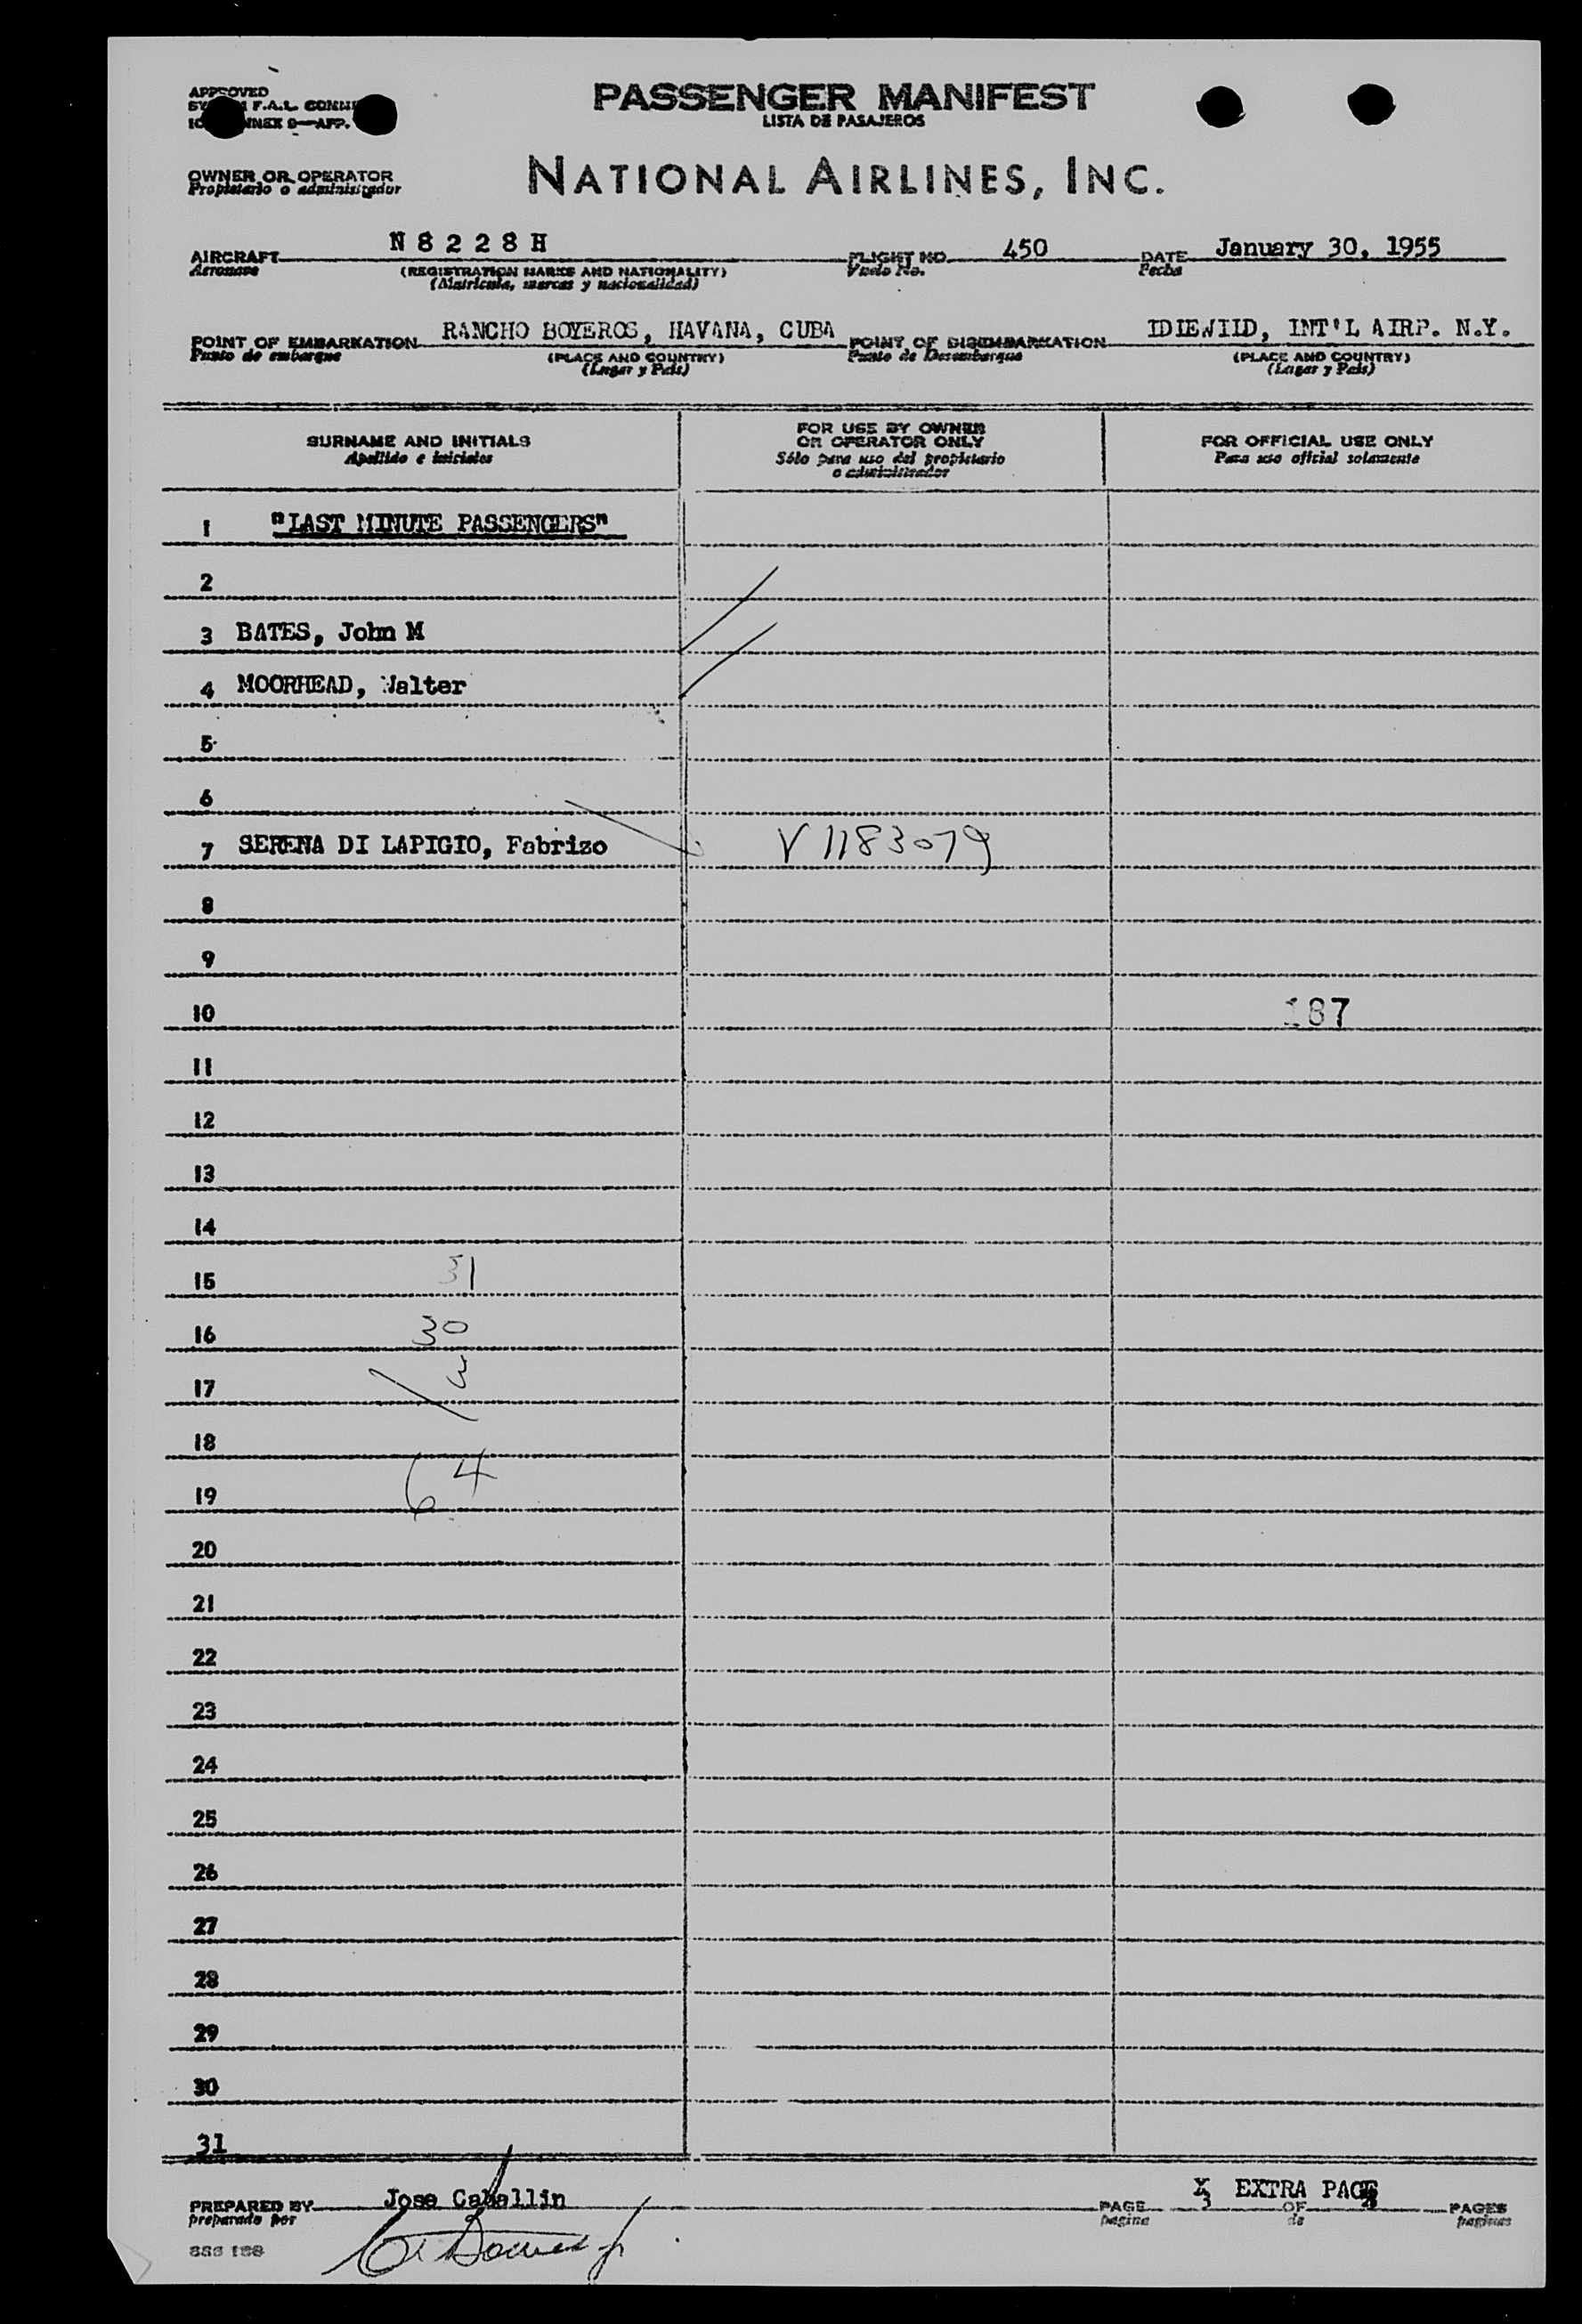 APPROVED
F.A.L. COMM
ANNEX 9—APP.
PASSENGER MANIFEST
LISTA DE PASAJEROS
OWNER OR OPERATOR
Propietario o administrador
NATIONAL AIRLINES, INC.
AIRCRAFT N 8 2 2 8 H FLIGHT NO. 450 DATE January 30, 1955
Aeronave (REGISTRATION MARKS AND NATIONALITY) Vuelo No. Fecha
(Matricula, marcas y nacionalidad)
POINT OF EMBARKATION RANCHO BOYEROS, HAVANA, CUBA POINT OF DISEMBARKATION IDIEWIID, INT'L AIRP. N.Y.
Punto de embarque (PLACE AND COUNTRY) Punto de Desembarque (PLACE AND COUNTRY)
(Lugar y País) (Lugar y País)
SURNAME AND INITIALS FOR USE BY OWNER OR OPERATOR ONLY FOR OFFICIAL USE ONLY
Apellido e iniciales Sólo para uso del propietario o administrador Para uso oficial solamente
1 "LAST MINUTE PASSENGERS"
2
3 BATES, John M
4 MOORHEAD, Walter
5
6
7 SERENA DI LAPIGIO, Fabrizo V 1183079
8
9
10 187
11
12
13
14
15 31
16 30
17 3
18
19 64
20
21
22
23
24
25
26
27
28
29
30
31
X EXTRA PAGE
PREPARED BY Jose Caballin PAGE 3 OF PAGES
preparado por pagina de paginas